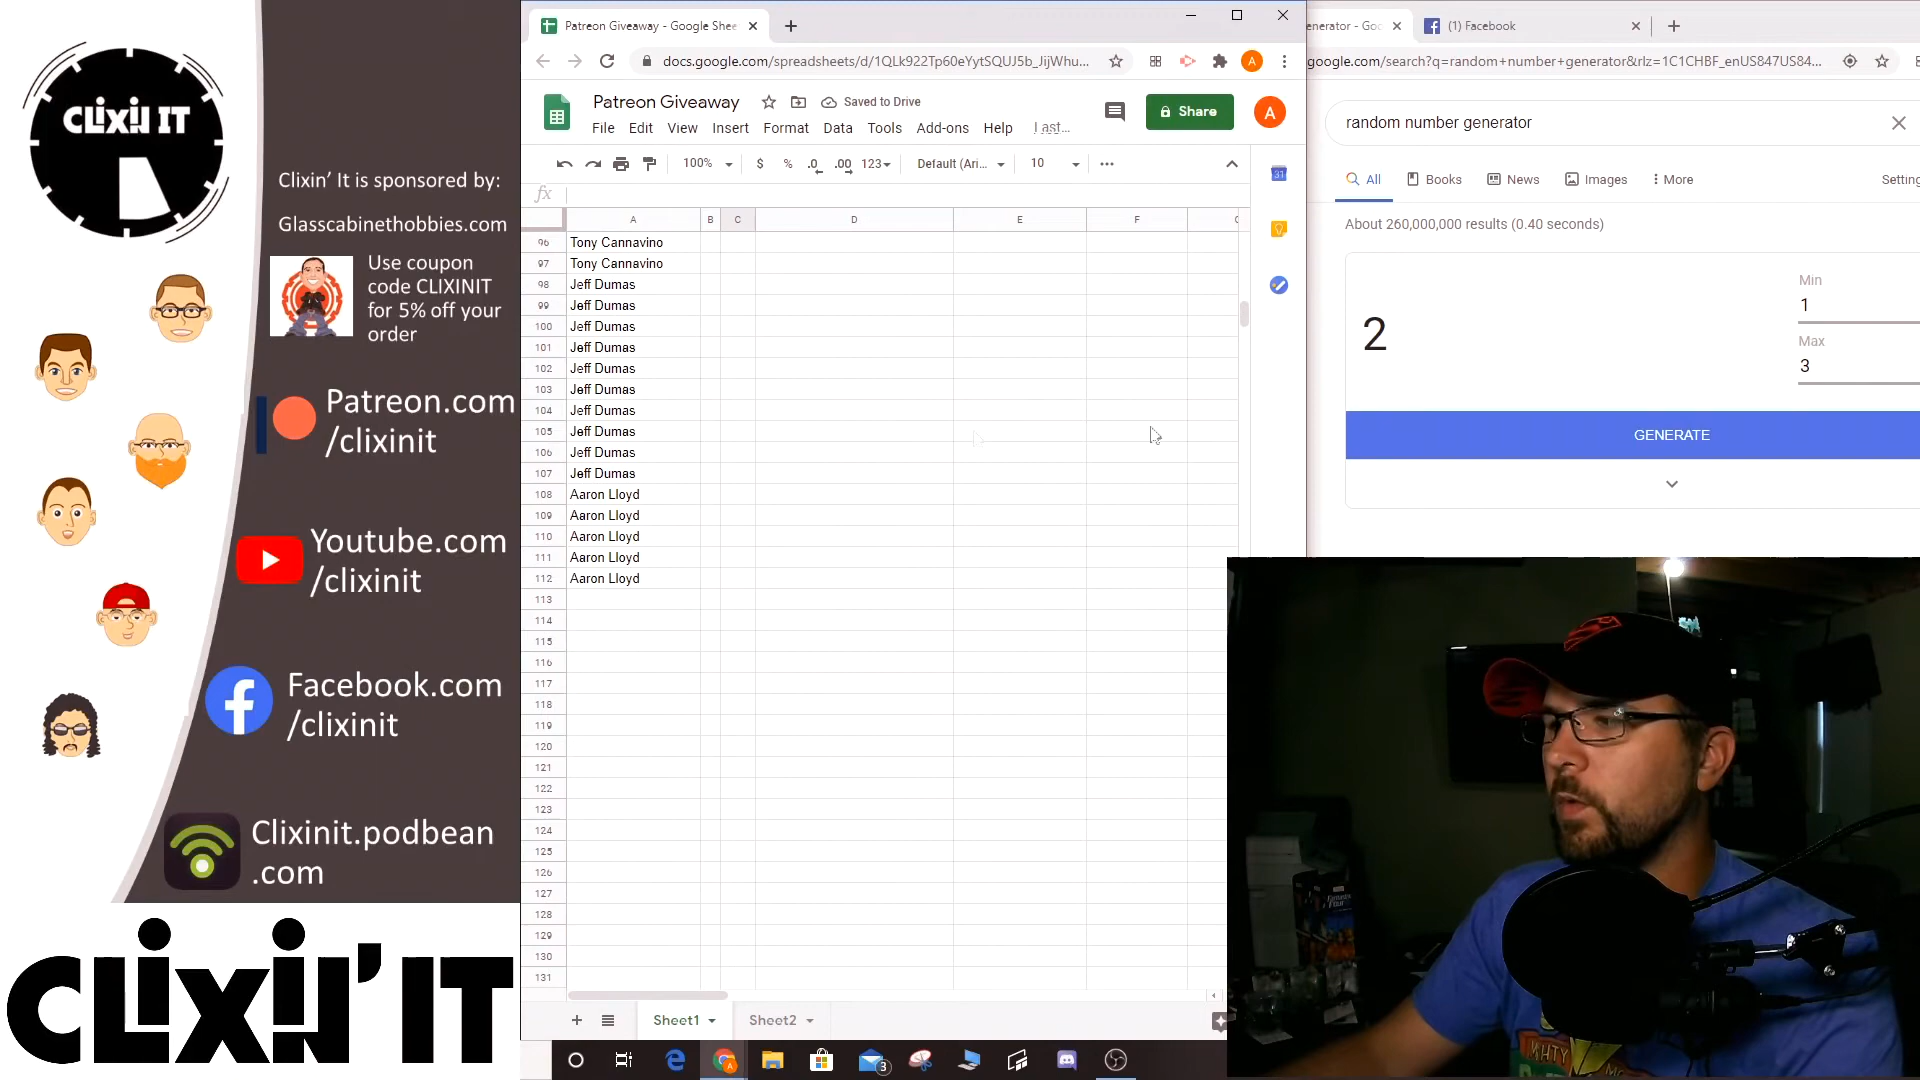 CLIXIN IT
Clixin' It is sponsored by:
Glasscabinethobbies.com
Use coupon
code CLIXINIT
for 5% off your
order
Patreon.com
/clixinit
Youtube.com
/clixinit
Facebook.com
/clixinit
Clixinit.podbean
.com
CLIXIN' IT
Patreon Giveaway - Google Shee
docs.google.com/spreadsheets/d/1QLk922Tp60eYytSQUJ5b_JijWhu...
A
Patreon Giveaway
Saved to Drive
File Edit View Insert Format Data Tools Add-ons Help Last...
Share
A
100% $ % .0 .00 123 Default (Ari... 10
fx
31
A B C D E F G
96 Tony Cannavino
97 Tony Cannavino
98 Jeff Dumas
99 Jeff Dumas
100 Jeff Dumas
101 Jeff Dumas
102 Jeff Dumas
103 Jeff Dumas
104 Jeff Dumas
105 Jeff Dumas
106 Jeff Dumas
107 Jeff Dumas
108 Aaron Lloyd
109 Aaron Lloyd
110 Aaron Lloyd
111 Aaron Lloyd
112 Aaron Lloyd
113
114
115
116
117
118
119
120
121
122
123
124
125
126
127
128
129
130
131
Sheet1 Sheet2
3
enerator - Goo
(1) Facebook
google.com/search?q=random+number+generator&rlz=1C1CHBF_enUS847US84...
random number generator
All Books News Images More Setting
About 260,000,000 results (0.40 seconds)
2
Min
1
Max
3
GENERATE